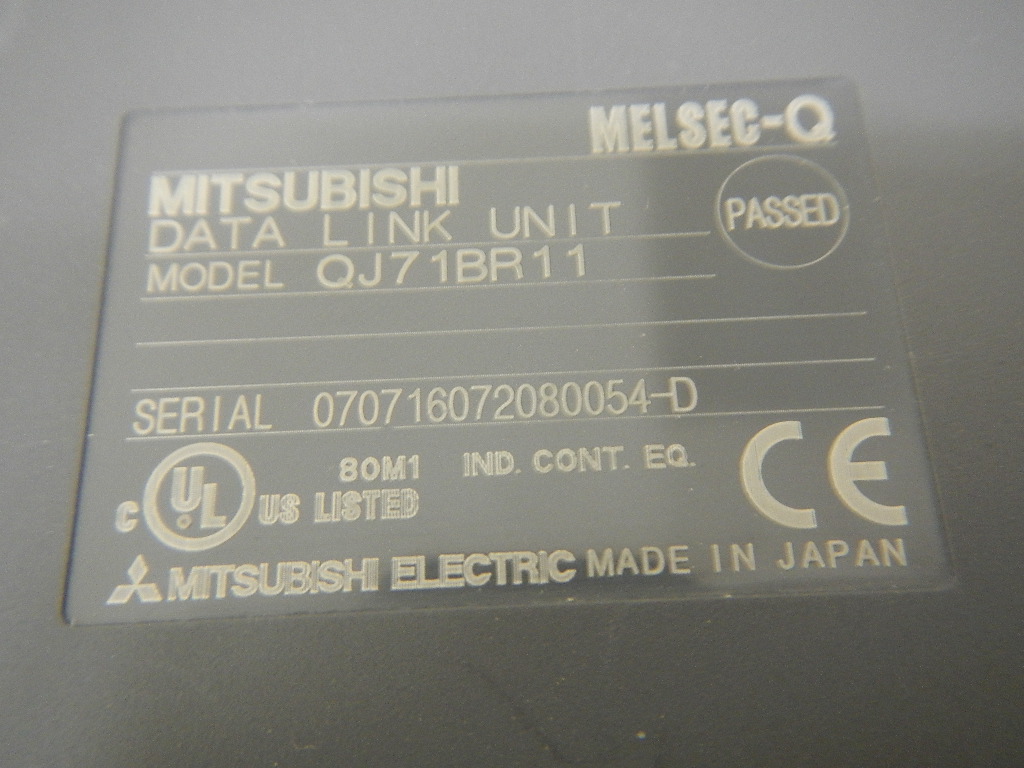 MELSEC-Q
MITSUBISHI
PASSED
DATA LINK UNIT
MODEL QJ71BR11
SERIAL 070716072080054-D
80M1 IND. CONT. EQ.
C UL US LISTED
CE
MITSUBISHI ELECTRIC MADE IN JAPAN